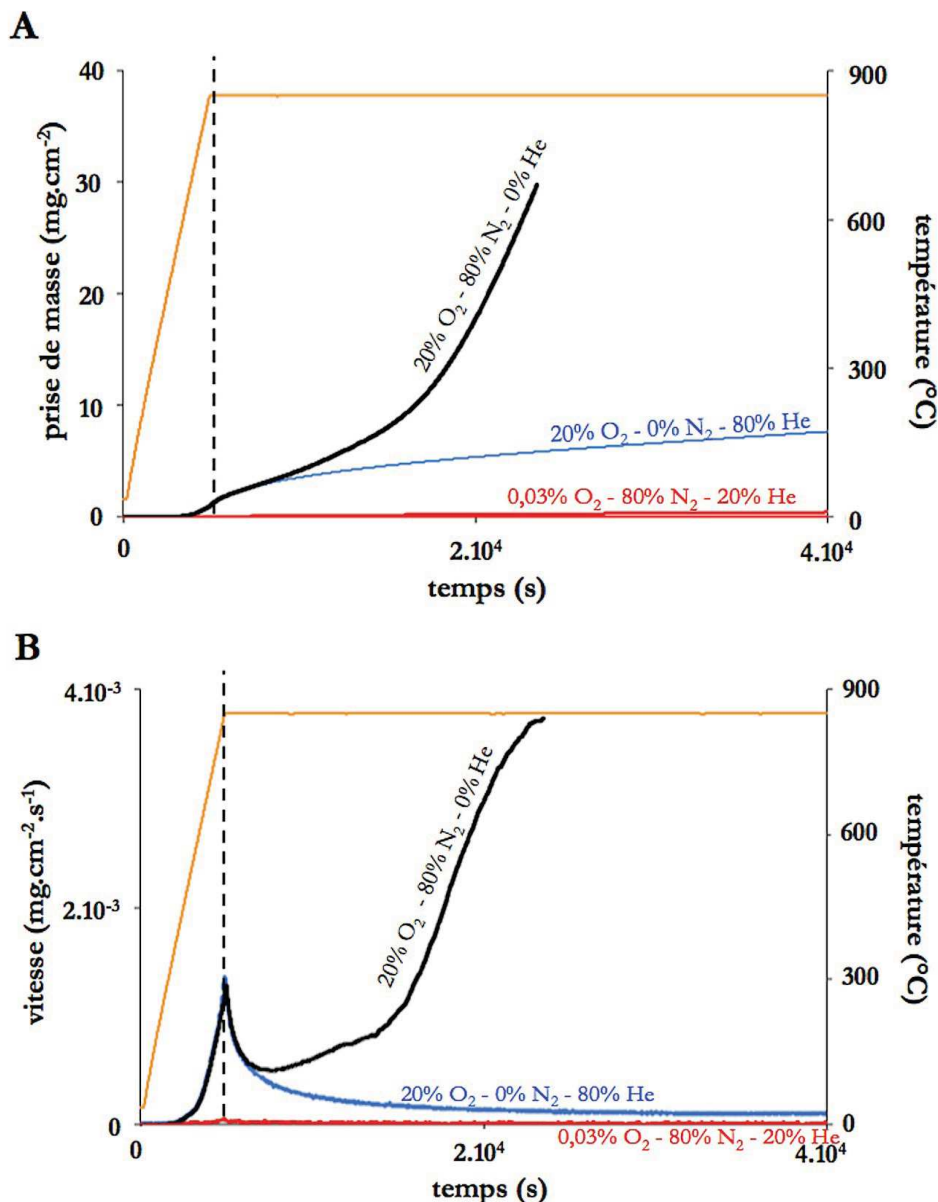 A
40
30
20
10
0
prise de masse (mg.cm-2)
900
600
300
0
température (°C)
20% O2 - 80% N2 - 0% He
20% O2 - 0% N2 - 80% He
0,03% O2 - 80% N2 - 20% He
0
2.10⁴
4.10⁴
temps (s)
B
4.10-3
2.10-3
0
vitesse (mg.cm-2.s-1)
900
600
300
0
température (°C)
20% O2 - 80% N2 - 0% He
20% O2 - 0% N2 - 80% He
0,03% O2 - 80% N2 - 20% He
0
2.10⁴
4.10⁴
temps (s)